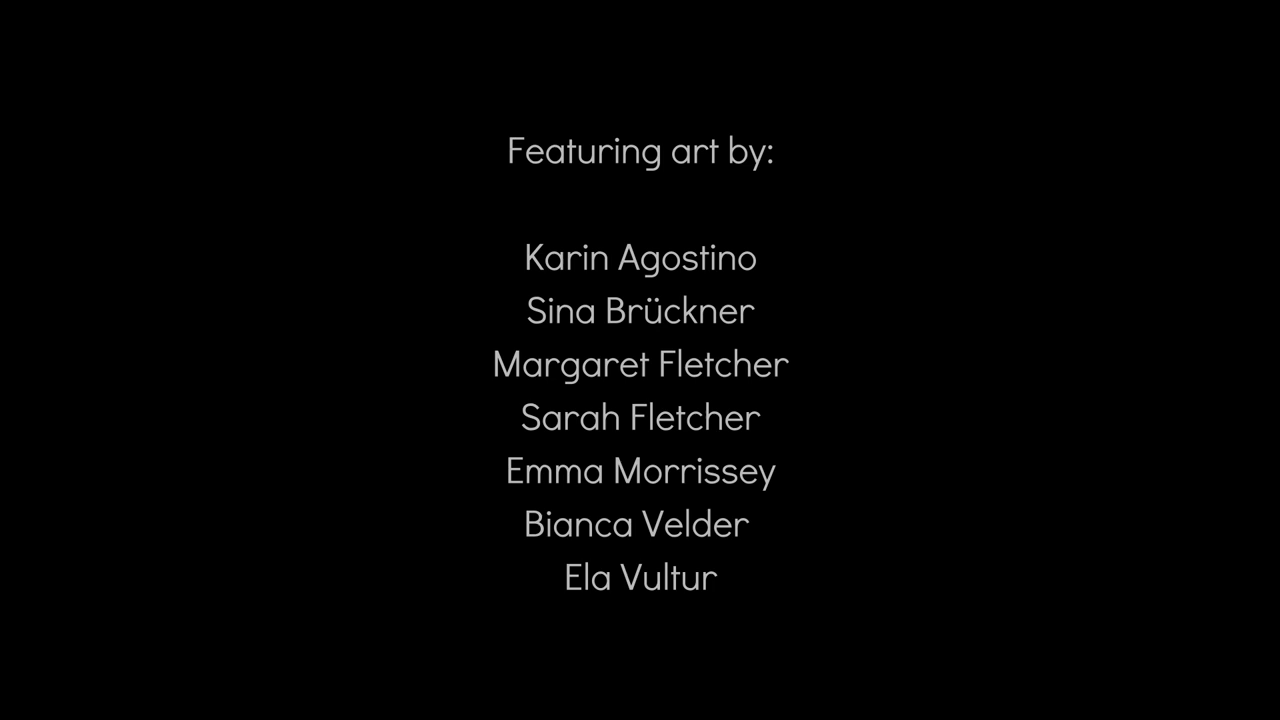 Featuring art by:
Karin Agostino
Sina Brückner
Margaret Fletcher
Sarah Fletcher
Emma Morrissey
Bianca Velder
Ela Vultur